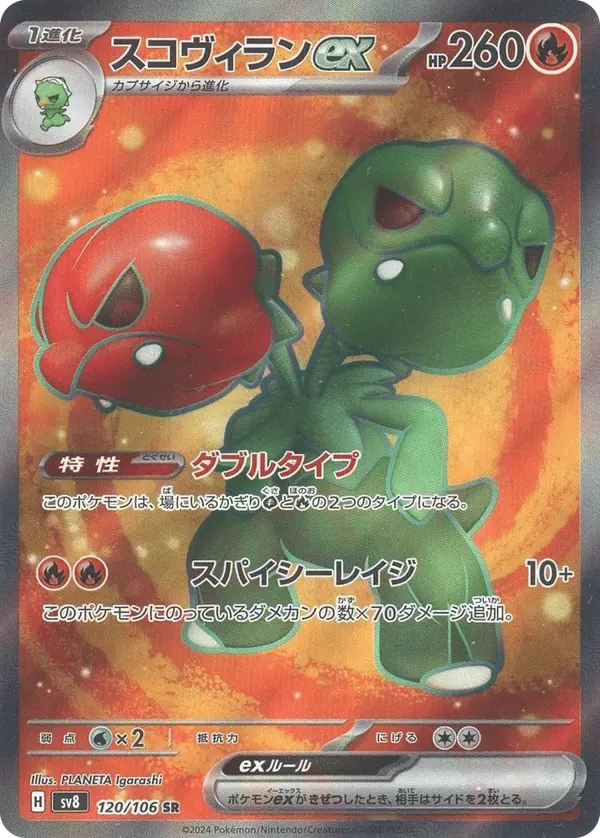 1進化
スコヴィランex
HP260
カプサイジから進化
特性 とくせい ダブルタイプ
このポケモンは、場にいるかぎり と の2つのタイプになる。
スパイシーレイジ 10+
このポケモンにのっているダメカンの数×70ダメージ追加。
弱点 ×2 抵抗力 にげる
exルール
ポケモンexがきぜつしたとき、相手はサイドを2枚とる。
Illus. PLANETA Igarashi
H sv8 120/106 SR
©2024 Pokémon/Nintendo/Creatures/GAME FREAK